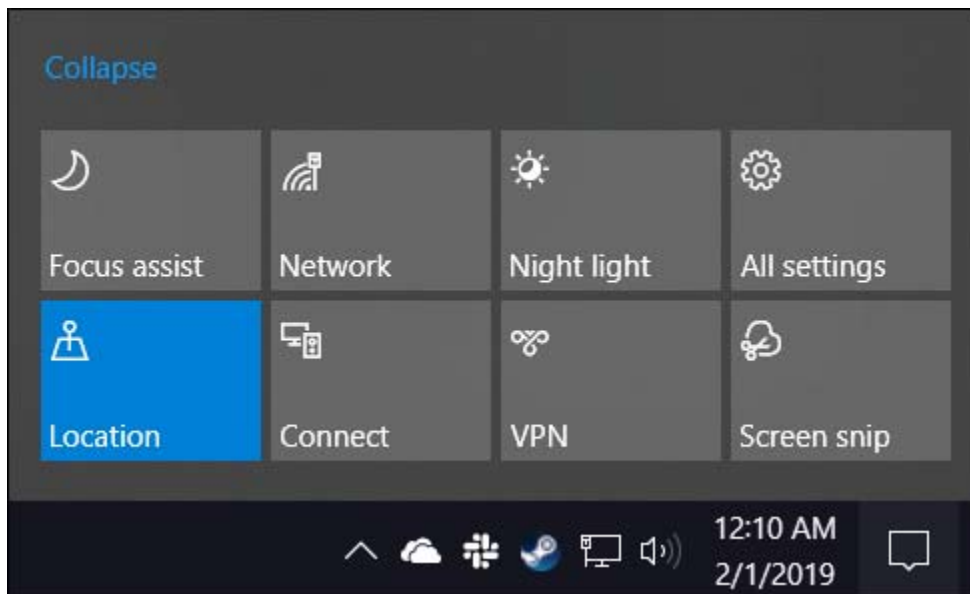 Collapse
Focus assist Network Night light All settings
Location Connect VPN Screen snip
12:10 AM
2/1/2019